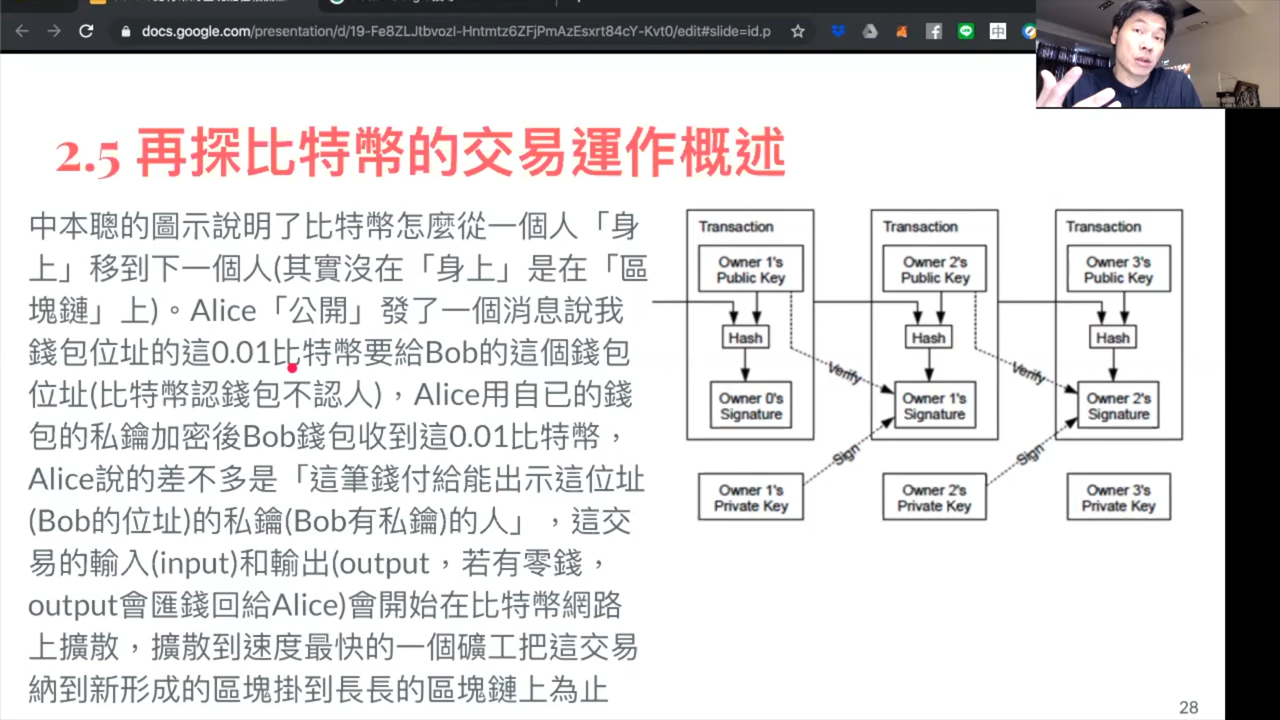 docs.google.com/presentation/d/19-Fe8ZLJtbvozI-Hntmtz6ZFjPmAzEsxrt84cY-Kvt0/edit#slide=id.p
2.5 再探比特幣的交易運作概述
中本聰的圖示說明了比特幣怎麼從一個人「身
上」移到下一個人(其實沒在「身上」是在「區
塊鏈」上)。Alice「公開」發了一個消息說我
錢包位址的這0.01比特幣要給Bob的這個錢包
位址(比特幣認錢包不認人)，Alice用自已的錢
包的私鑰加密後Bob錢包收到這0.01比特幣，
Alice說的差不多是「這筆錢付給能出示這位址
(Bob的位址)的私鑰(Bob有私鑰)的人」，這交
易的輸入(input)和輸出(output，若有零錢，
output會匯錢回給Alice)會開始在比特幣網路
上擴散，擴散到速度最快的一個礦工把這交易
納到新形成的區塊掛到長長的區塊鏈上為止
Transaction
Owner 1's
Public Key
Hash
Owner 0's
Signature
Verify
Sign
Owner 1's
Private Key
Transaction
Owner 2's
Public Key
Hash
Owner 1's
Signature
Verify
Sign
Owner 2's
Private Key
Transaction
Owner 3's
Public Key
Hash
Owner 2's
Signature
Owner 3's
Private Key
28